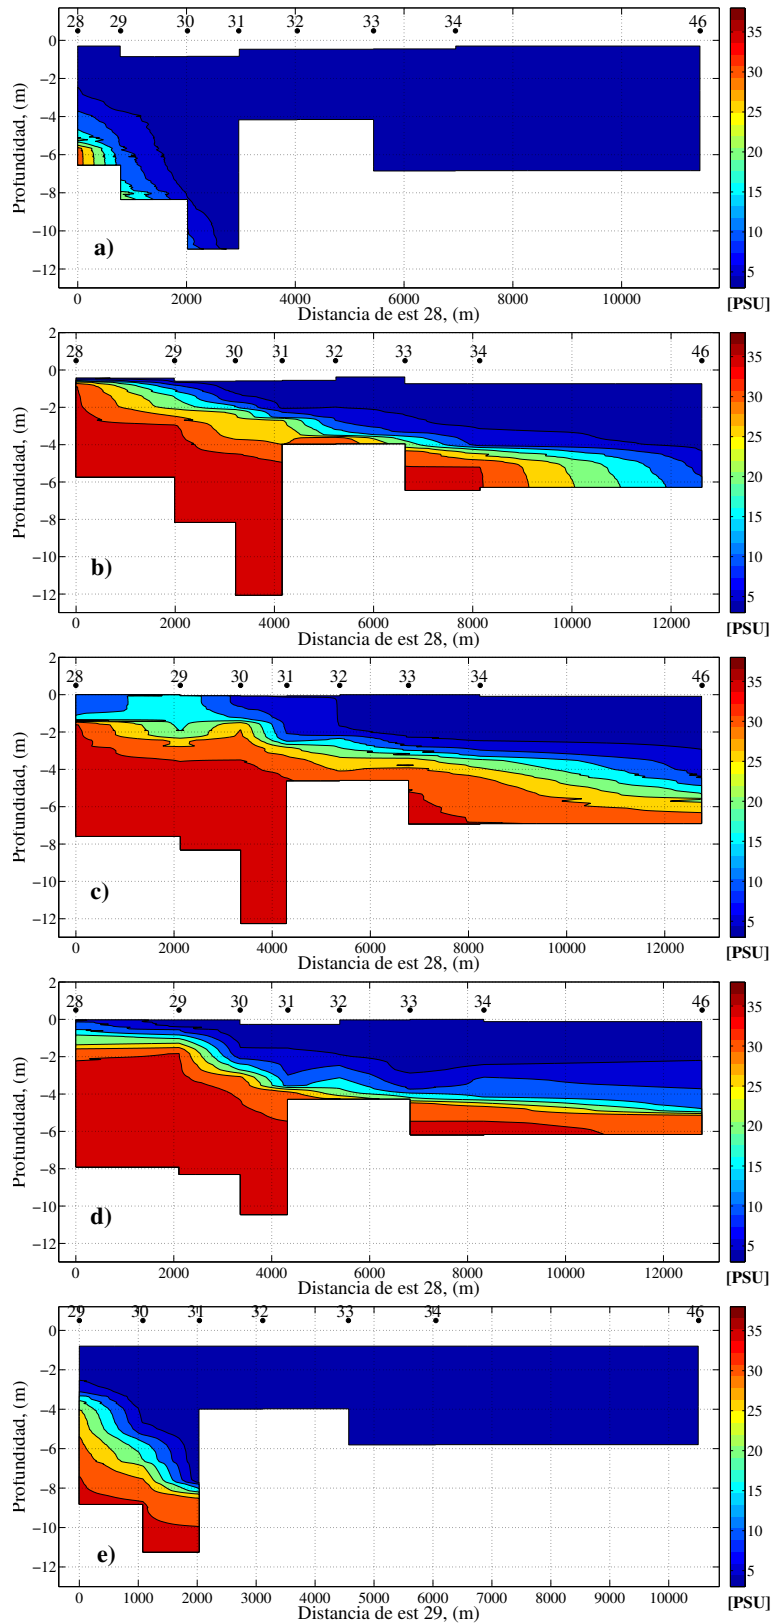 28 29 30 31 32 33 34 46
0
−2
−4
−6
−8
−10
−12
Profundidad, (m)
a)
0 2000 4000 6000 8000 10000
Distancia de est 28, (m)
35
30
25
20
15
10
5
[PSU]
28 29 30 31 32 33 34 46
2
0
−2
−4
−6
−8
−10
−12
Profundidad, (m)
b)
0 2000 4000 6000 8000 10000 12000
Distancia de est 28, (m)
35
30
25
20
15
10
5
[PSU]
28 29 30 31 32 33 34 46
2
0
−2
−4
−6
−8
−10
−12
Profundidad, (m)
c)
0 2000 4000 6000 8000 10000 12000
Distancia de est 28, (m)
35
30
25
20
15
10
5
[PSU]
28 29 30 31 32 33 34 46
2
0
−2
−4
−6
−8
−10
−12
Profundidad, (m)
d)
0 2000 4000 6000 8000 10000 12000
Distancia de est 28, (m)
35
30
25
20
15
10
5
[PSU]
29 30 31 32 33 34 46
0
−2
−4
−6
−8
−10
−12
Profundidad, (m)
e)
0 1000 2000 3000 4000 5000 6000 7000 8000 9000 10000
Distancia de est 29, (m)
35
30
25
20
15
10
5
[PSU]